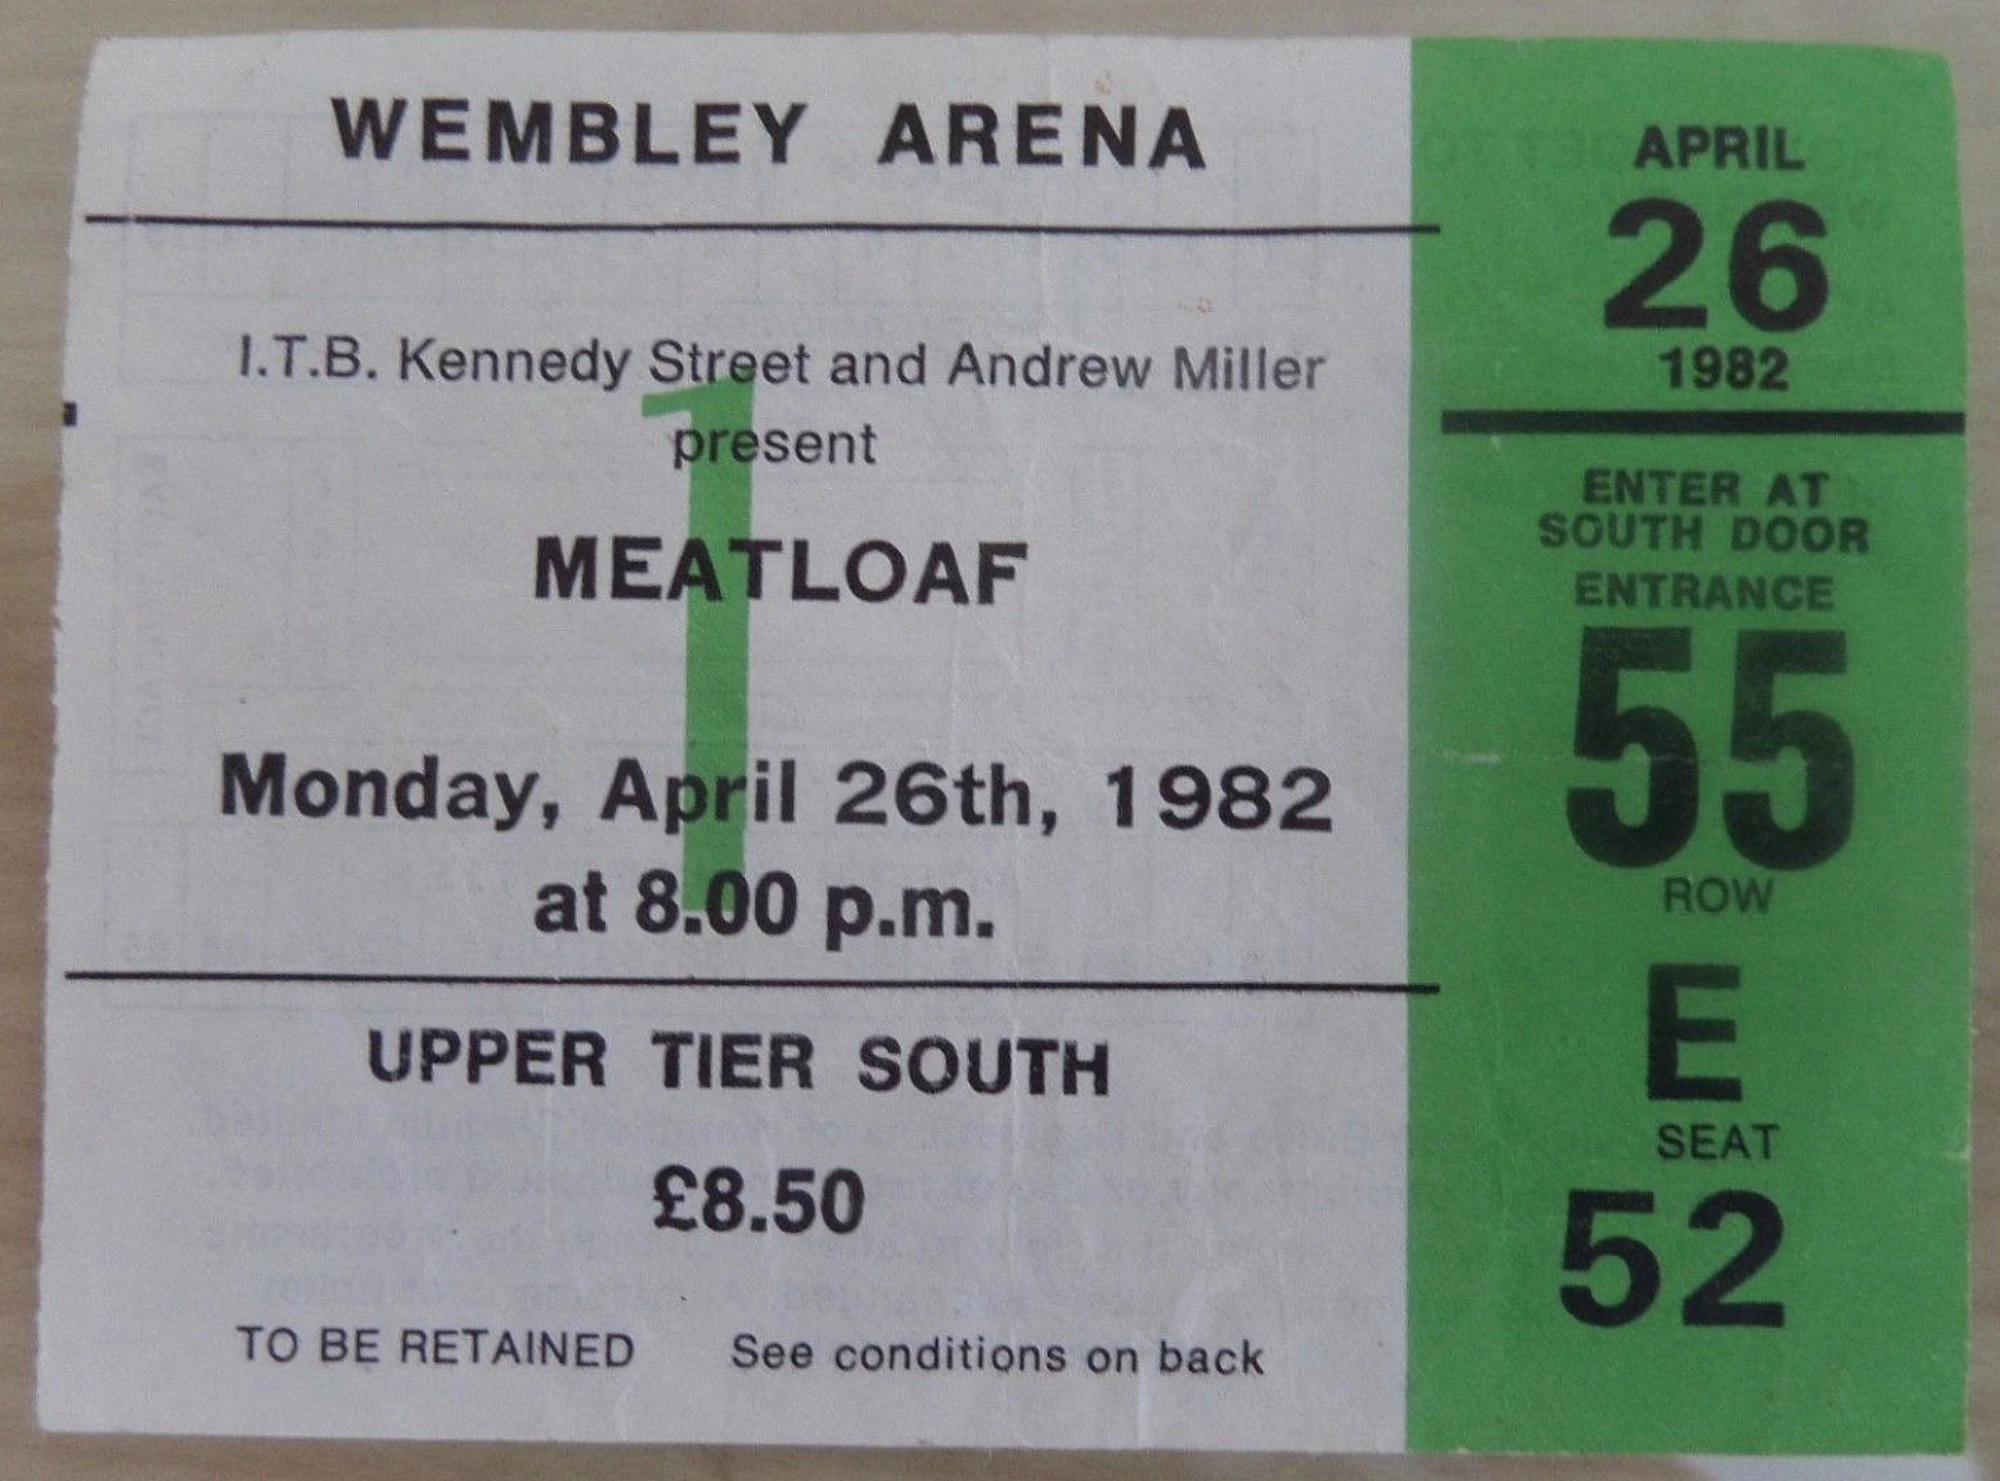 WEMBLEY ARENA
I.T.B. Kennedy Street and Andrew Miller
present
1
MEATLOAF
Monday, April 26th, 1982
at 8.00 p.m.
UPPER TIER SOUTH
£8.50
TO BE RETAINED See conditions on back
APRIL
26
1982
ENTER AT
SOUTH DOOR
ENTRANCE
55
ROW
E
SEAT
52